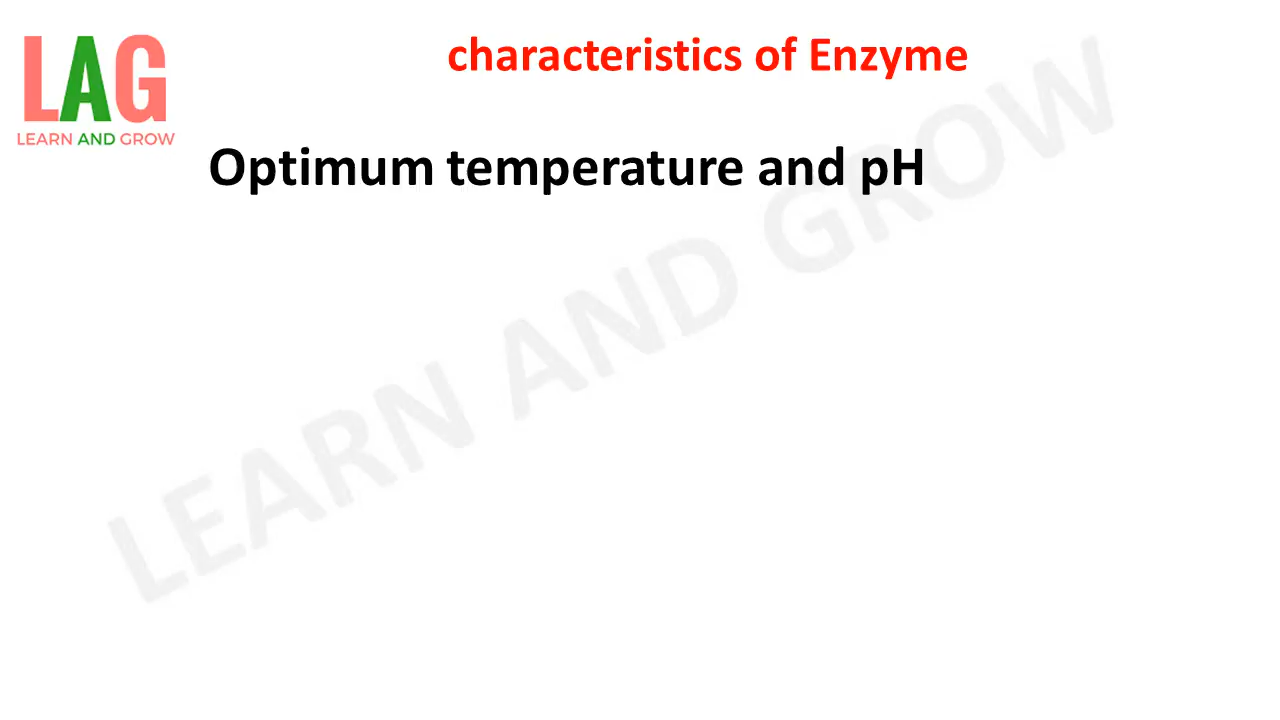 LAG
LEARN AND GROW
characteristics of Enzyme
Optimum temperature and pH
LEARN AND GROW